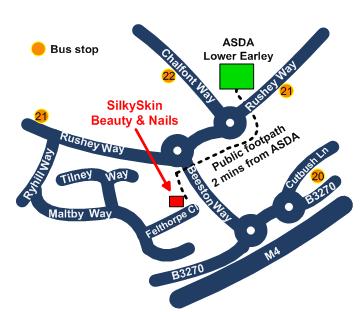 Bus stop
ASDA
Lower Earley
Chalfont Way
22
Rushey Way
21
21
SilkySkin
Beauty & Nails
Rushey Way
Public footpath
2 mins from ASDA
Ryhill Way
Tilney Way
Maltby Way
Felthorpe C
Beeston Way
Cutbush Ln
20
B3270
B3270
M4